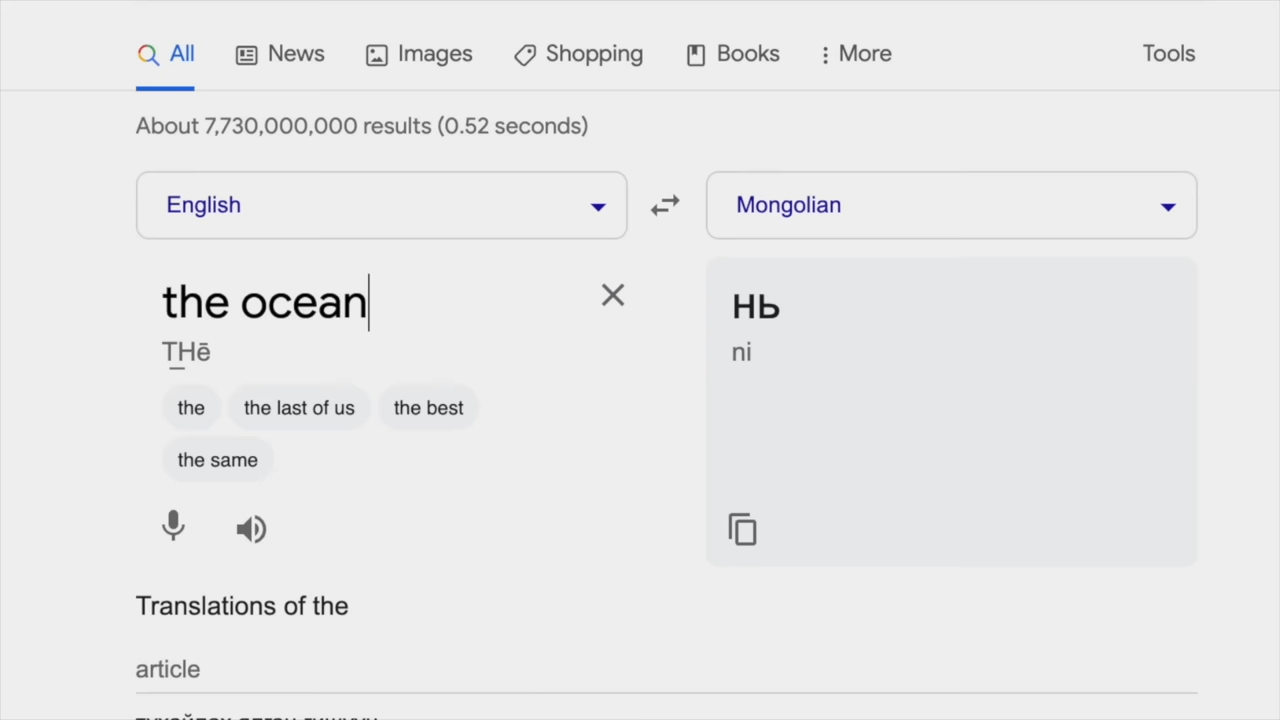 All News Images Shopping Books More Tools
About 7,730,000,000 results (0.52 seconds)
English Mongolian
the ocean
нь
T͟Hē
ni
the the last of us the best
the same
Translations of the
article